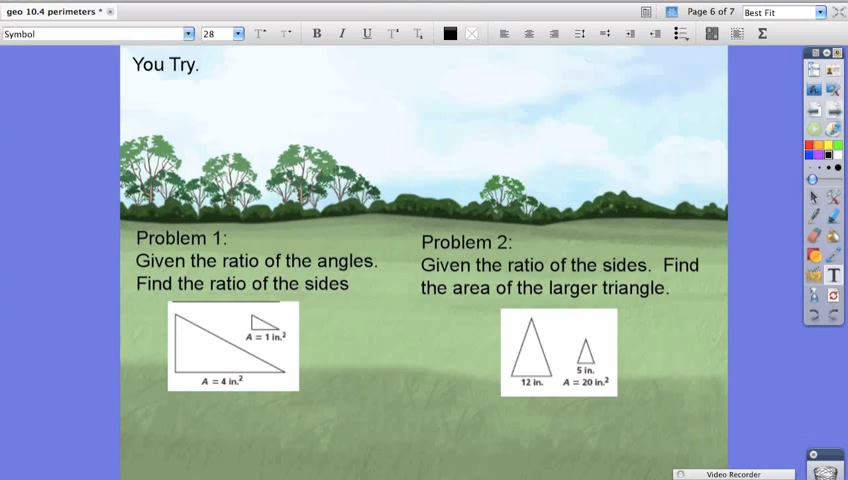 geo 10.4 perimeters *
Page 6 of 7
Best Fit
Symbol
28
B I U
You Try.
Problem 1:
Given the ratio of the angles.
Find the ratio of the sides
A = 1 in.²
A = 4 in.²
Problem 2:
Given the ratio of the sides. Find
the area of the larger triangle.
5 in.
12 in. A = 20 in.²
Video Recorder